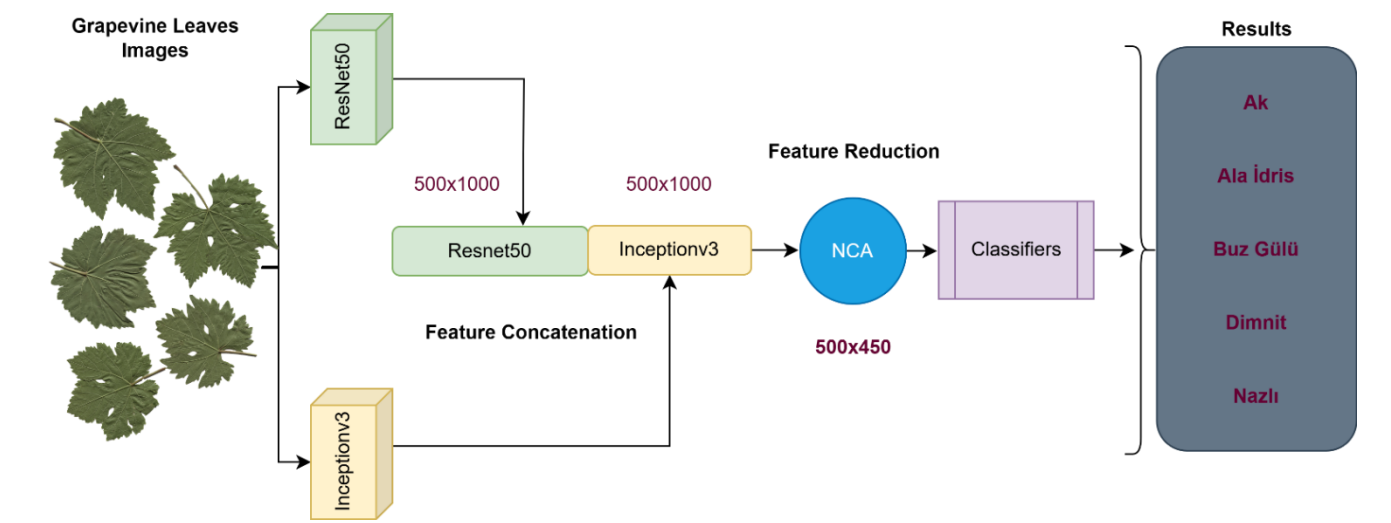 Grapevine Leaves
Images
ResNet50
Results
Ak
Feature Reduction
500x1000
500x1000
Ala İdris
Resnet50
Inceptionv3
NCA
Classifiers
Buz Gülü
Feature Concatenation
500x450
Dimnit
Nazlı
Inceptionv3